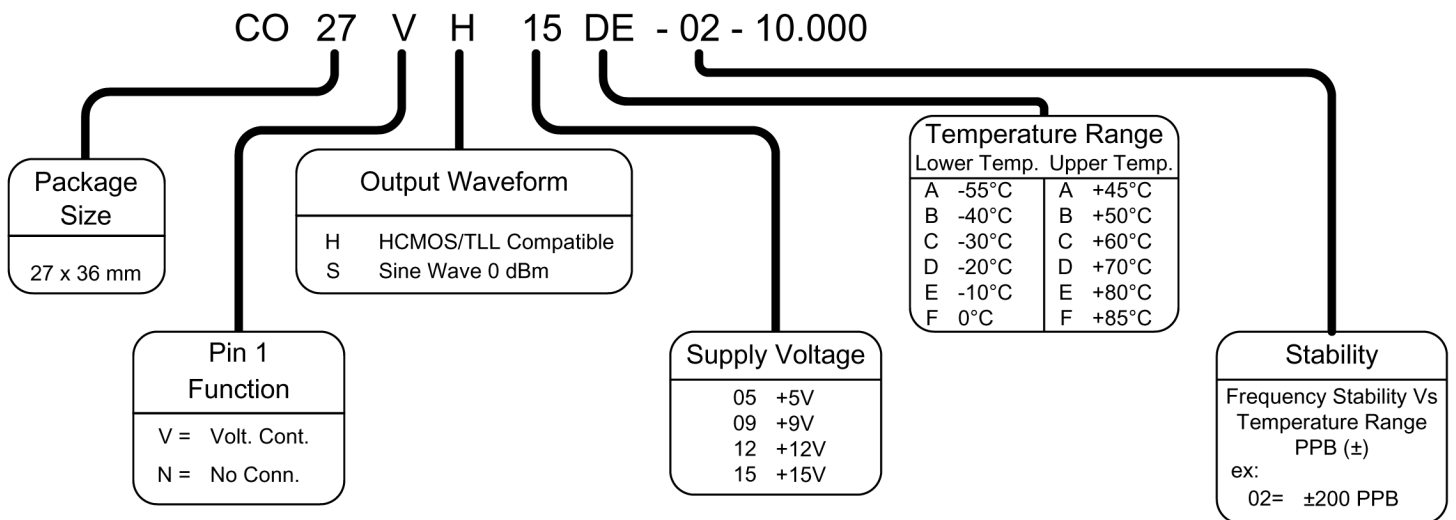 CO 27 V H 15 DE - 02 - 10.000
Package
Size
27 x 36 mm
Pin 1
Function
V = Volt. Cont.
N = No Conn.
Output Waveform
H HCMOS/TLL Compatible
S Sine Wave 0 dBm
Supply Voltage
05 +5V
09 +9V
12 +12V
15 +15V
Temperature Range
Lower Temp. Upper Temp.
A -55°C A +45°C
B -40°C B +50°C
C -30°C C +60°C
D -20°C D +70°C
E -10°C E +80°C
F 0°C F +85°C
Stability
Frequency Stability Vs
Temperature Range
PPB (±)
ex:
02= ±200 PPB